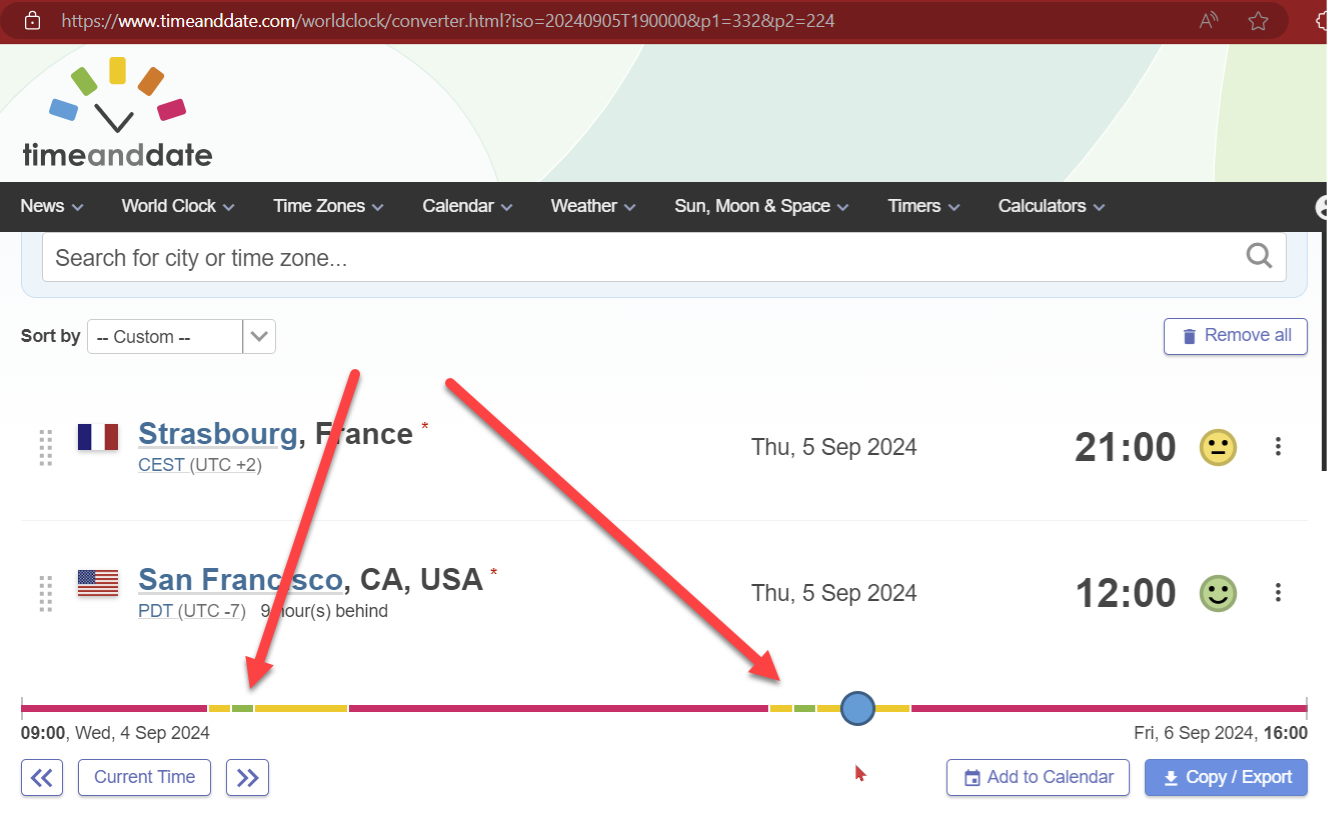 https://www.timeanddate.com/worldclock/converter.html?iso=20240905T190000&p1=332&p2=224
timeanddate
News World Clock Time Zones Calendar Weather Sun, Moon & Space Timers Calculators
Search for city or time zone...
Sort by -- Custom -- Remove all
Strasbourg, France * Thu, 5 Sep 2024 21:00
CEST (UTC +2)
San Francisco, CA, USA * Thu, 5 Sep 2024 12:00
PDT (UTC -7) 9 hour(s) behind
09:00, Wed, 4 Sep 2024 Fri, 6 Sep 2024, 16:00
Current Time Add to Calendar Copy / Export